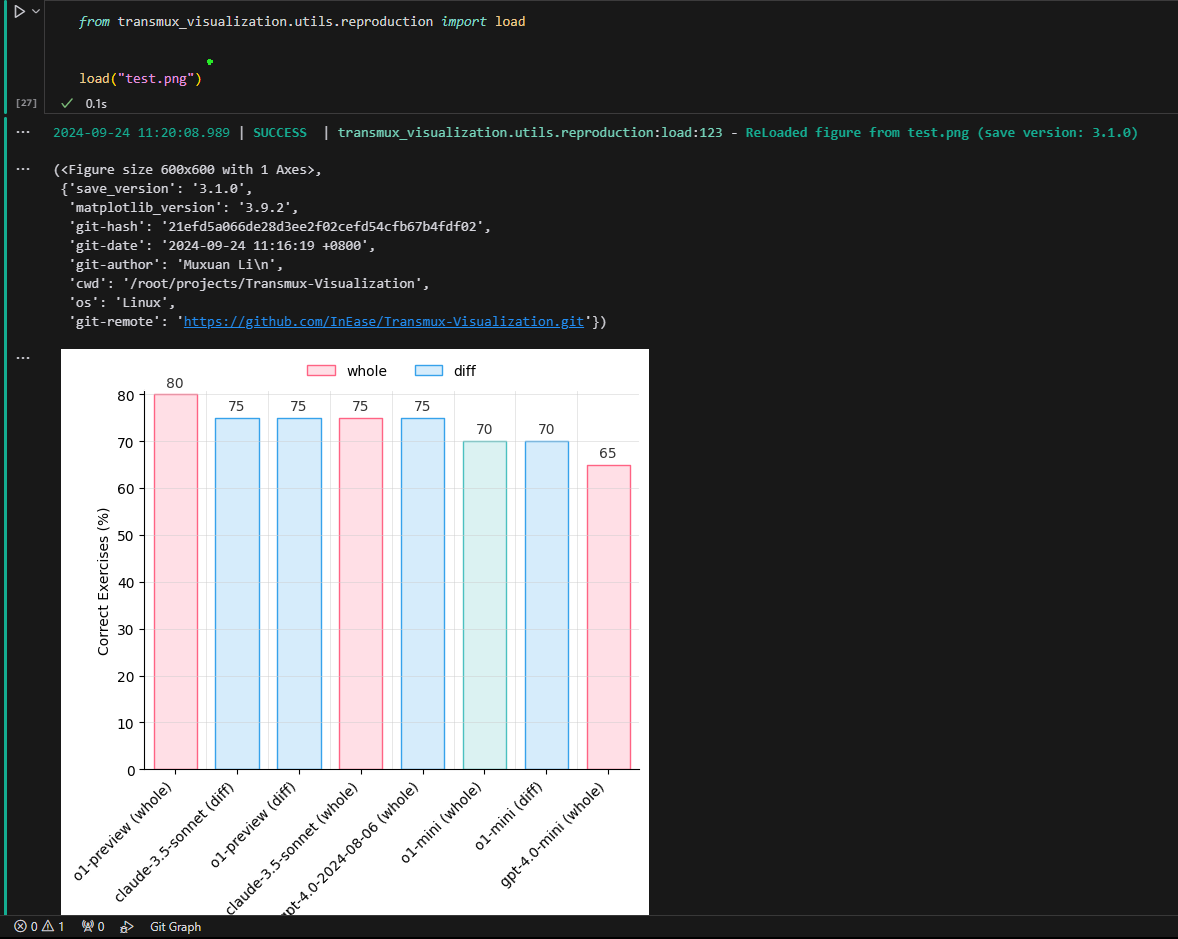 from transmux_visualization.utils.reproduction import load
load("test.png")
[27]
0.1s
2024-09-24 11:20:08.989 | SUCCESS  | transmux_visualization.utils.reproduction:load:123 - ReLoaded figure from test.png (save version: 3.1.0)
(<Figure size 600x600 with 1 Axes>,
{'save_version': '3.1.0',
'matplotlib_version': '3.9.2',
'git-hash': '21efd5a066de28d3ee2f02cefd54cfb67b4fdf02',
'git-date': '2024-09-24 11:16:19 +0800',
'git-author': 'Muxuan Li\n',
'cwd': '/root/projects/Transmux-Visualization',
'os': 'Linux',
'git-remote': 'https://github.com/InEase/Transmux-Visualization.git'})
whole diff
80 75 75 75 75 70 70 65
Correct Exercises (%)
80
70
60
50
40
30
20
10
0
o1-preview (whole)
claude-3.5-sonnet (diff)
o1-preview (diff)
claude-3.5-sonnet (whole)
pt-4.0-2024-08-06 (whole)
o1-mini (whole)
o1-mini (diff)
gpt-4.0-mini (whole)
0 1 0 Git Graph